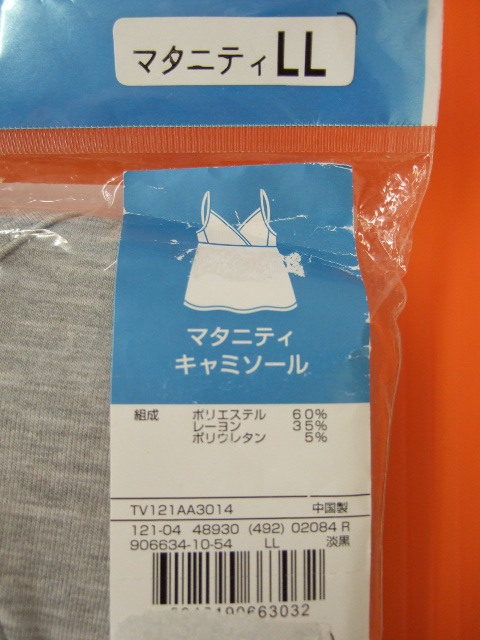 マタニティ LL
マタニティ
キャミソール
組成 ポリエステル 60%
レーヨン 35%
ポリウレタン 5%
TV121AA3014 中国製
121-04 48930 (492) 02084 R
906634-10-54 LL 淡黒
190663032